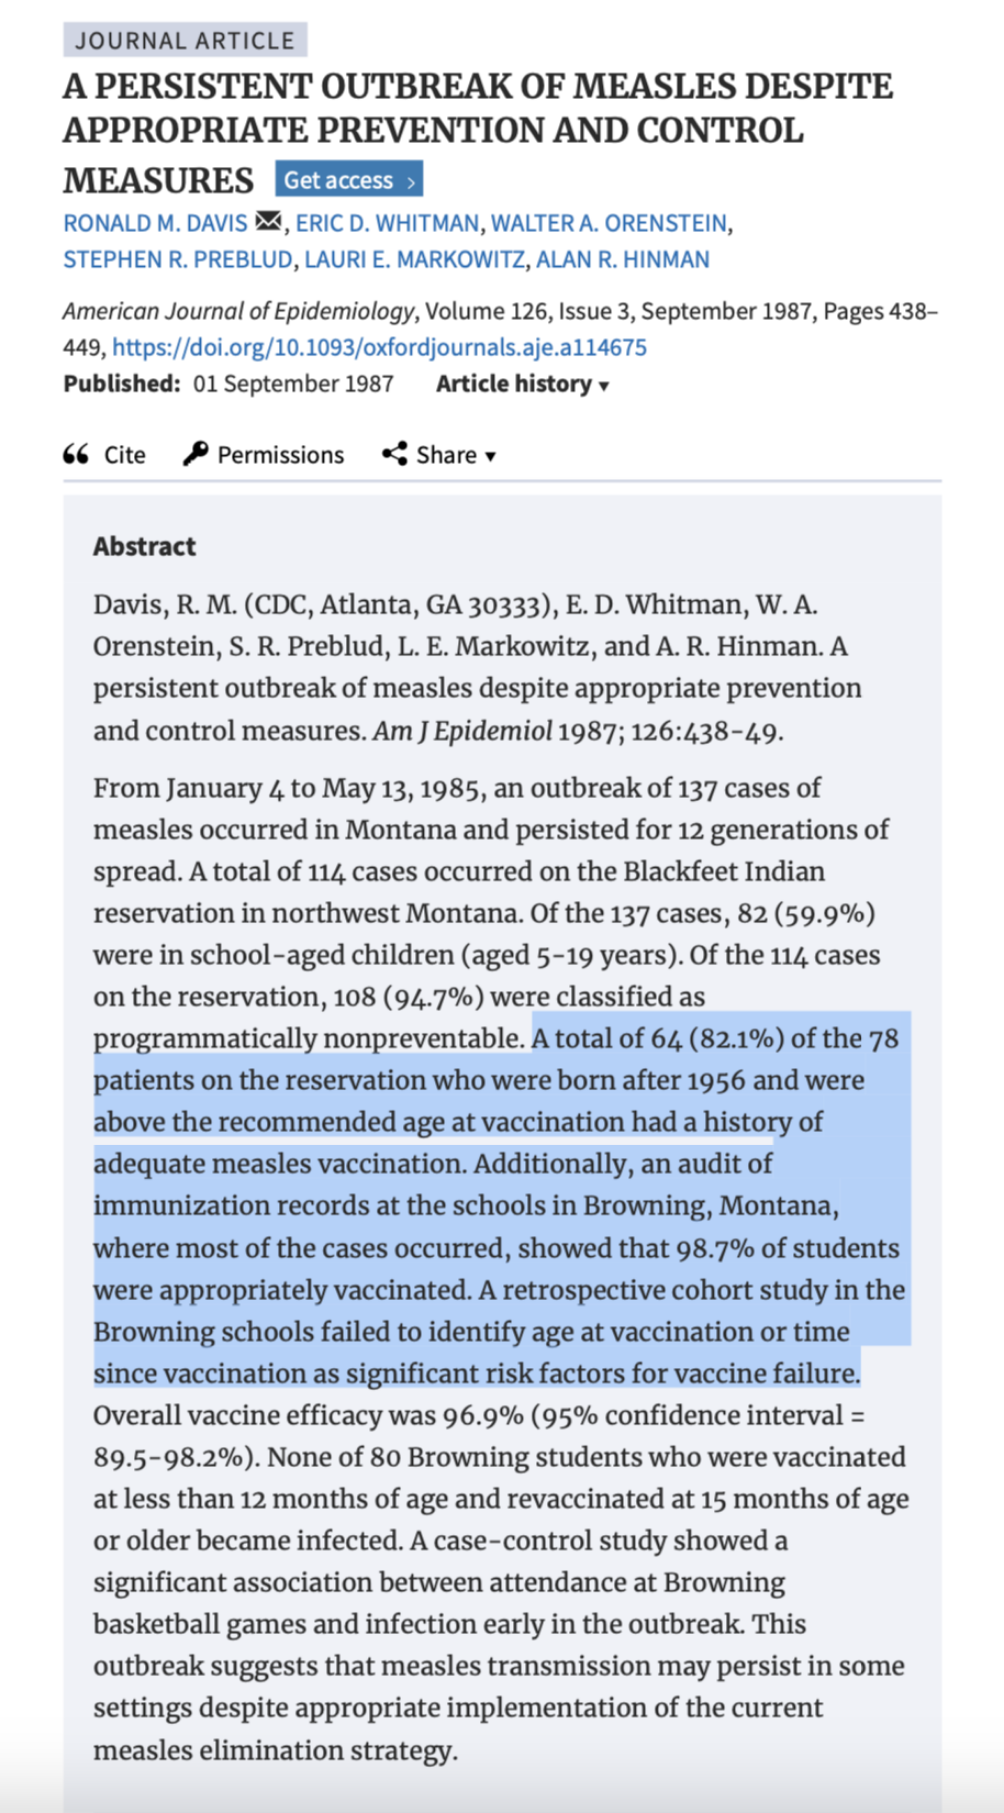 JOURNAL ARTICLE
A PERSISTENT OUTBREAK OF MEASLES DESPITE
APPROPRIATE PREVENTION AND CONTROL
MEASURES Get access >
RONALD M. DAVIS ✉, ERIC D. WHITMAN, WALTER A. ORENSTEIN,
STEPHEN R. PREBLUD, LAURI E. MARKOWITZ, ALAN R. HINMAN
American Journal of Epidemiology, Volume 126, Issue 3, September 1987, Pages 438–
449, https://doi.org/10.1093/oxfordjournals.aje.a114675
Published: 01 September 1987 Article history ▾
Cite Permissions Share ▾
Abstract
Davis, R. M. (CDC, Atlanta, GA 30333), E. D. Whitman, W. A.
Orenstein, S. R. Preblud, L. E. Markowitz, and A. R. Hinman. A
persistent outbreak of measles despite appropriate prevention
and control measures. Am J Epidemiol 1987; 126:438-49.
From January 4 to May 13, 1985, an outbreak of 137 cases of
measles occurred in Montana and persisted for 12 generations of
spread. A total of 114 cases occurred on the Blackfeet Indian
reservation in northwest Montana. Of the 137 cases, 82 (59.9%)
were in school-aged children (aged 5-19 years). Of the 114 cases
on the reservation, 108 (94.7%) were classified as
programmatically nonpreventable. A total of 64 (82.1%) of the 78
patients on the reservation who were born after 1956 and were
above the recommended age at vaccination had a history of
adequate measles vaccination. Additionally, an audit of
immunization records at the schools in Browning, Montana,
where most of the cases occurred, showed that 98.7% of students
were appropriately vaccinated. A retrospective cohort study in the
Browning schools failed to identify age at vaccination or time
since vaccination as significant risk factors for vaccine failure.
Overall vaccine efficacy was 96.9% (95% confidence interval =
89.5-98.2%). None of 80 Browning students who were vaccinated
at less than 12 months of age and revaccinated at 15 months of age
or older became infected. A case-control study showed a
significant association between attendance at Browning
basketball games and infection early in the outbreak. This
outbreak suggests that measles transmission may persist in some
settings despite appropriate implementation of the current
measles elimination strategy.